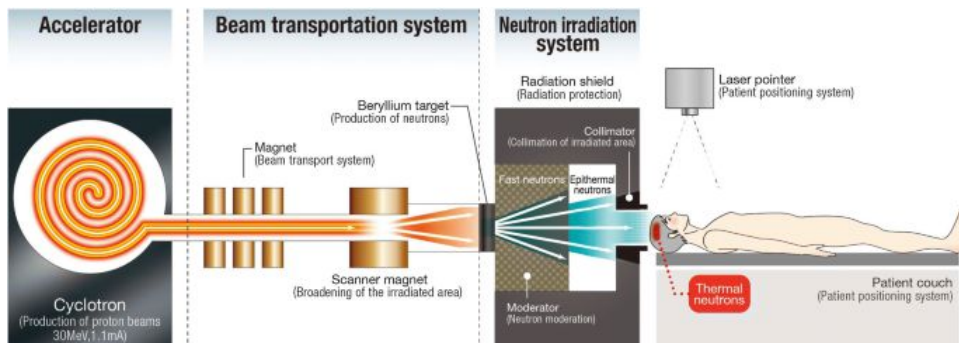 Accelerator
Beam transportation system
Neutron irradiation
system
Radiation shield
(Radiation protection)
Laser pointer
(Patient positioning system)
Beryllium target
(Production of neutrons)
Collimator
(Collimation of irradiated area)
Magnet
(Beam transport system)
Fast neutrons
Epithermal
neutrons
Scanner magnet
(Broadening of the irradiated area)
Cyclotron
(Production of proton beams
30MeV,1.1mA)
Moderator
(Neutron moderation)
Thermal
neutrons
Patient couch
(Patient positioning system)